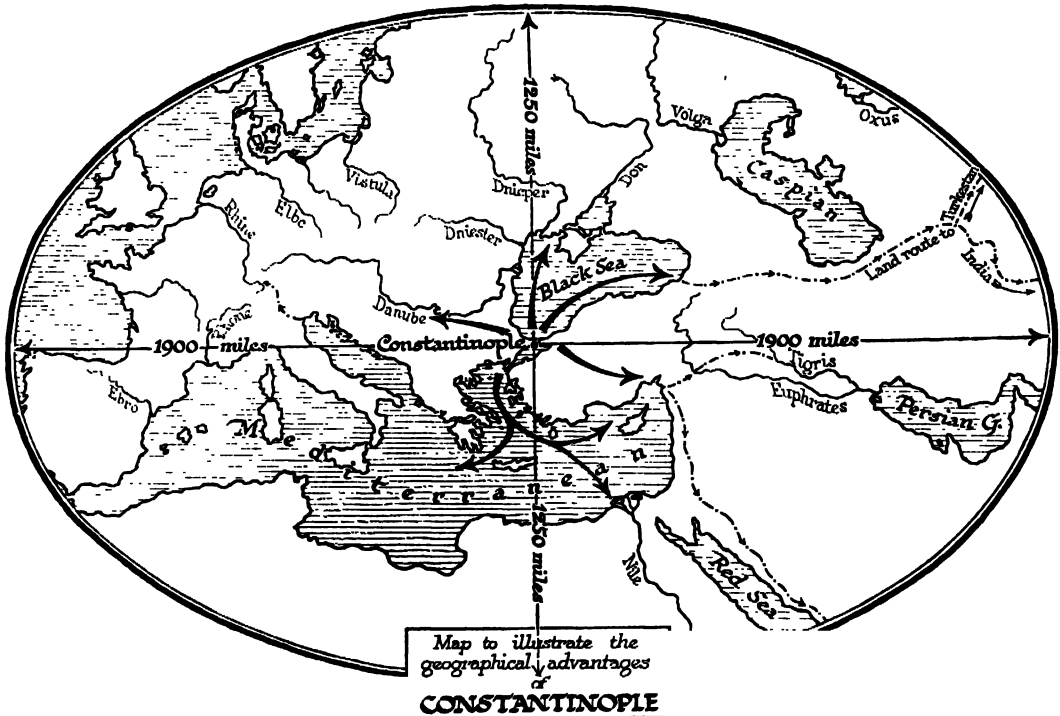 1250 miles
Volga
Oxus
Don
Caspian
Vistula
Dnieper
Elbe
Rhine
Dniester
Turkestan
Land route to
India
Black Sea
Danube
Rhône
Constantinople
1900 miles
1900 miles
Tigris
Euphrates
Ebro
Persian G.
Mediterranean
1250 miles
Nile
Red Sea
Map to illustrate the
geographical advantages
of
CONSTANTINOPLE